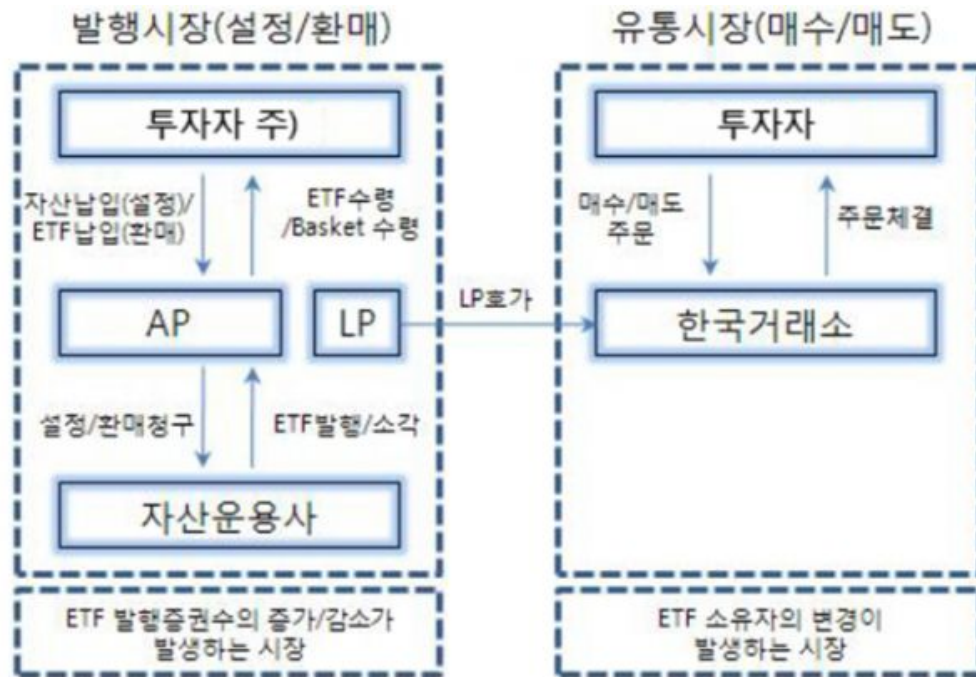 발행시장(설정/환매)
투자자 주)
자산납입(설정)/
ETF납입(환매)
ETF수령
/Basket 수령
AP
LP
설정/환매청구
ETF발행/소각
자산운용사
ETF 발행증권수의 증가/감소가
발생하는 시장
LP호가
유통시장(매수/매도)
투자자
매수/매도
주문
주문체결
한국거래소
ETF 소유자의 변경이
발생하는 시장